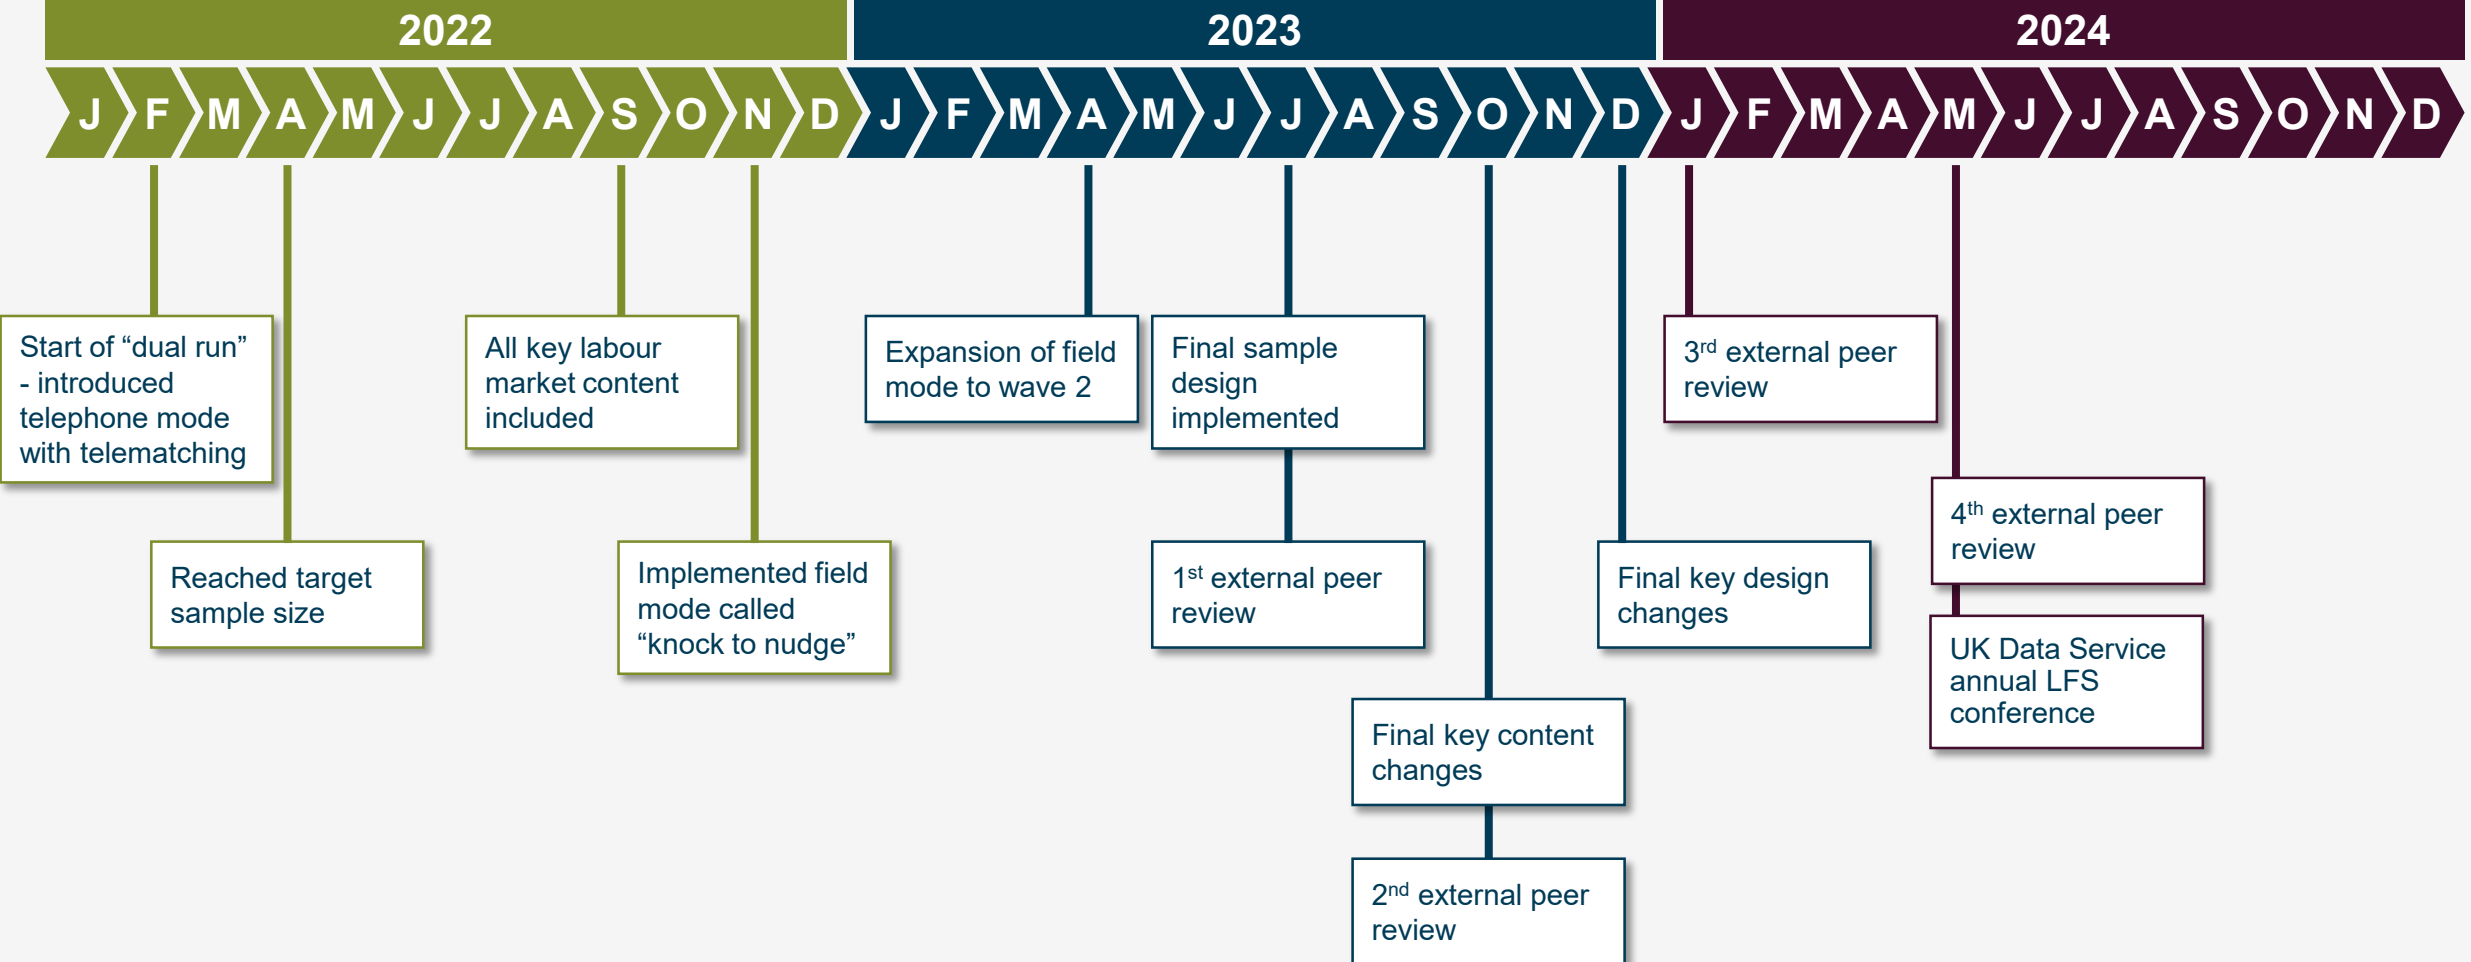 2022
2023
2024
J F M A M J J A S O N D J F M A M J J A S O N D J F M A M J J A S O N D
Start of “dual run”
- introduced
telephone mode
with telematching
Reached target
sample size
All key labour
market content
included
Implemented field
mode called
“knock to nudge”
Expansion of field
mode to wave 2
Final sample
design
implemented
1st external peer
review
Final key content
changes
2nd external peer
review
Final key design
changes
3rd external peer
review
4th external peer
review
UK Data Service
annual LFS
conference